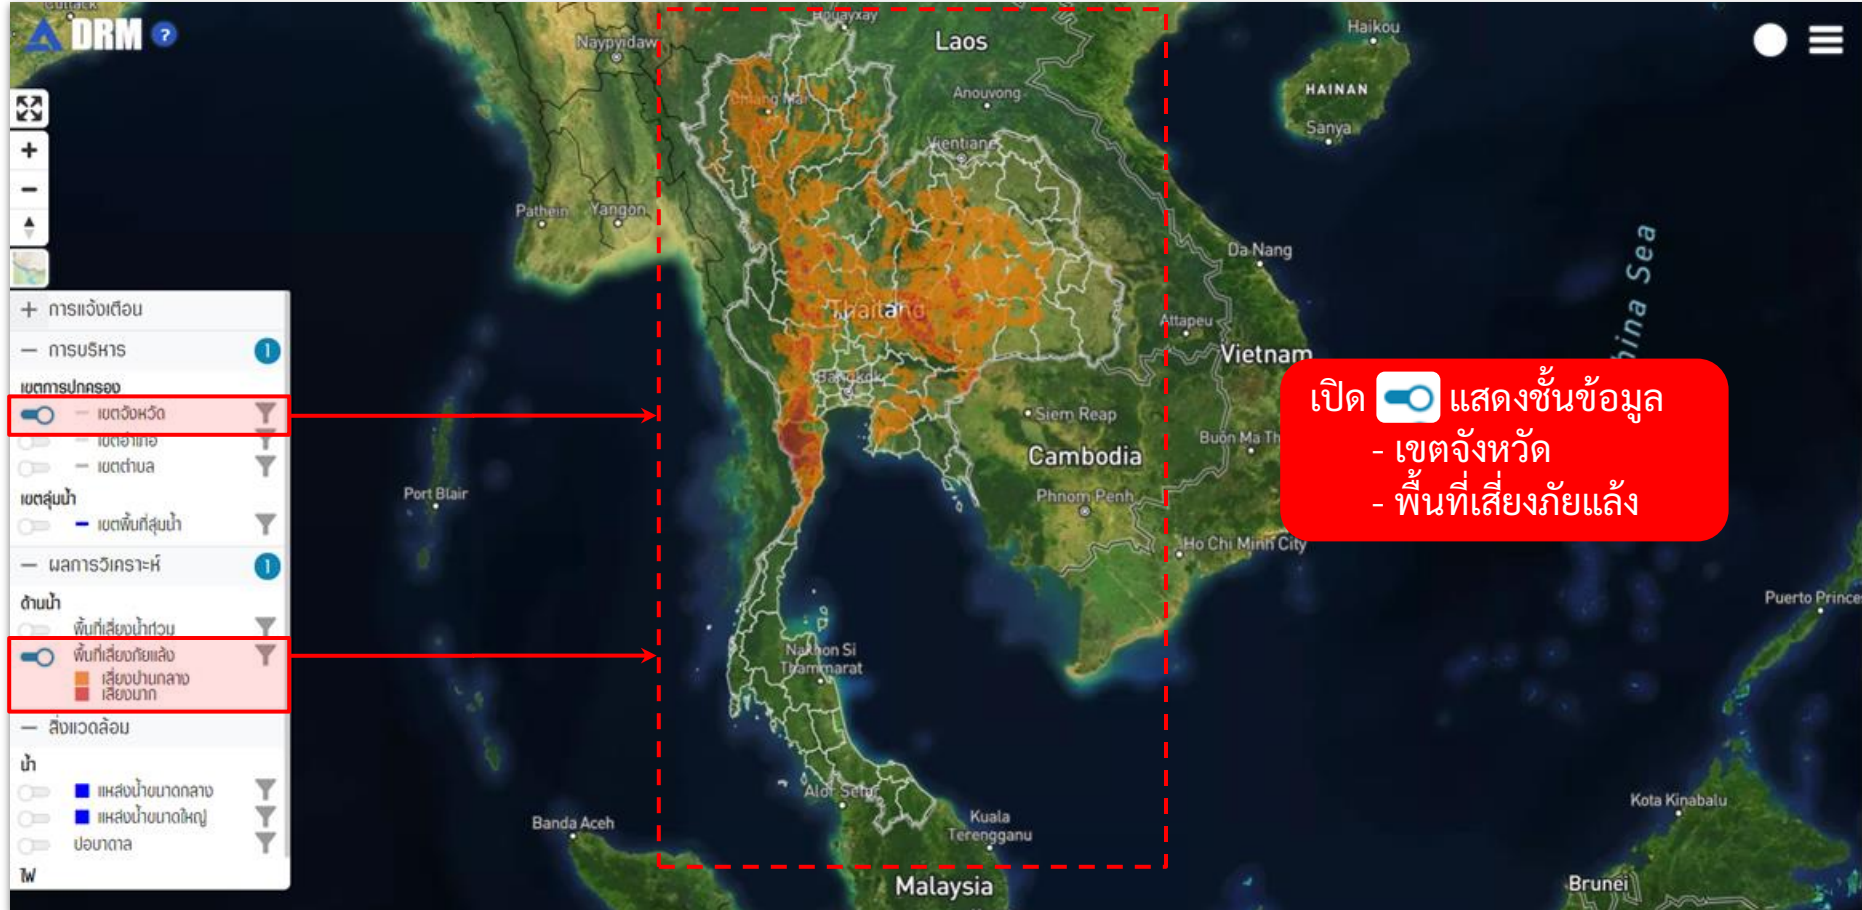 DRM ?
การแจ้งเตือน
การบริหาร 1
เขตการปกครอง
เขตจังหวัด
เขตอำเภอ
เขตตำบล
เขตลุ่มน้ำ
เขตพื้นที่ลุ่มน้ำ
ผลการวิเคราะห์ 1
ด้านน้ำ
พื้นที่เสี่ยงน้ำท่วม
พื้นที่เสี่ยงภัยแล้ง
เสี่ยงปานกลาง
เสี่ยงมาก
สิ่งแวดล้อม
น้ำ
แหล่งน้ำขนาดกลาง
แหล่งน้ำขนาดใหญ่
บ่อบาดาล
ไฟ
Cuttack
Houayxay
Naypyidaw
Laos
Haikou
HAINAN
Sanya
Chiang Mai
Anouvong
Vientiane
Pathein
Yangon
Da Nang
Thailand
Attapeu
Vietnam
Bangkok
Siem Reap
Buôn Ma Th
Cambodia
Phnom Penh
Port Blair
Ho Chi Minh City
hina Sea
Puerto Prince
Nakhon Si
Thammarat
Alor Setar
Kuala
Terengganu
Banda Aceh
Kota Kinabalu
Malaysia
Brunei
เปิด แสดงชั้นข้อมูล
- เขตจังหวัด
- พื้นที่เสี่ยงภัยแล้ง